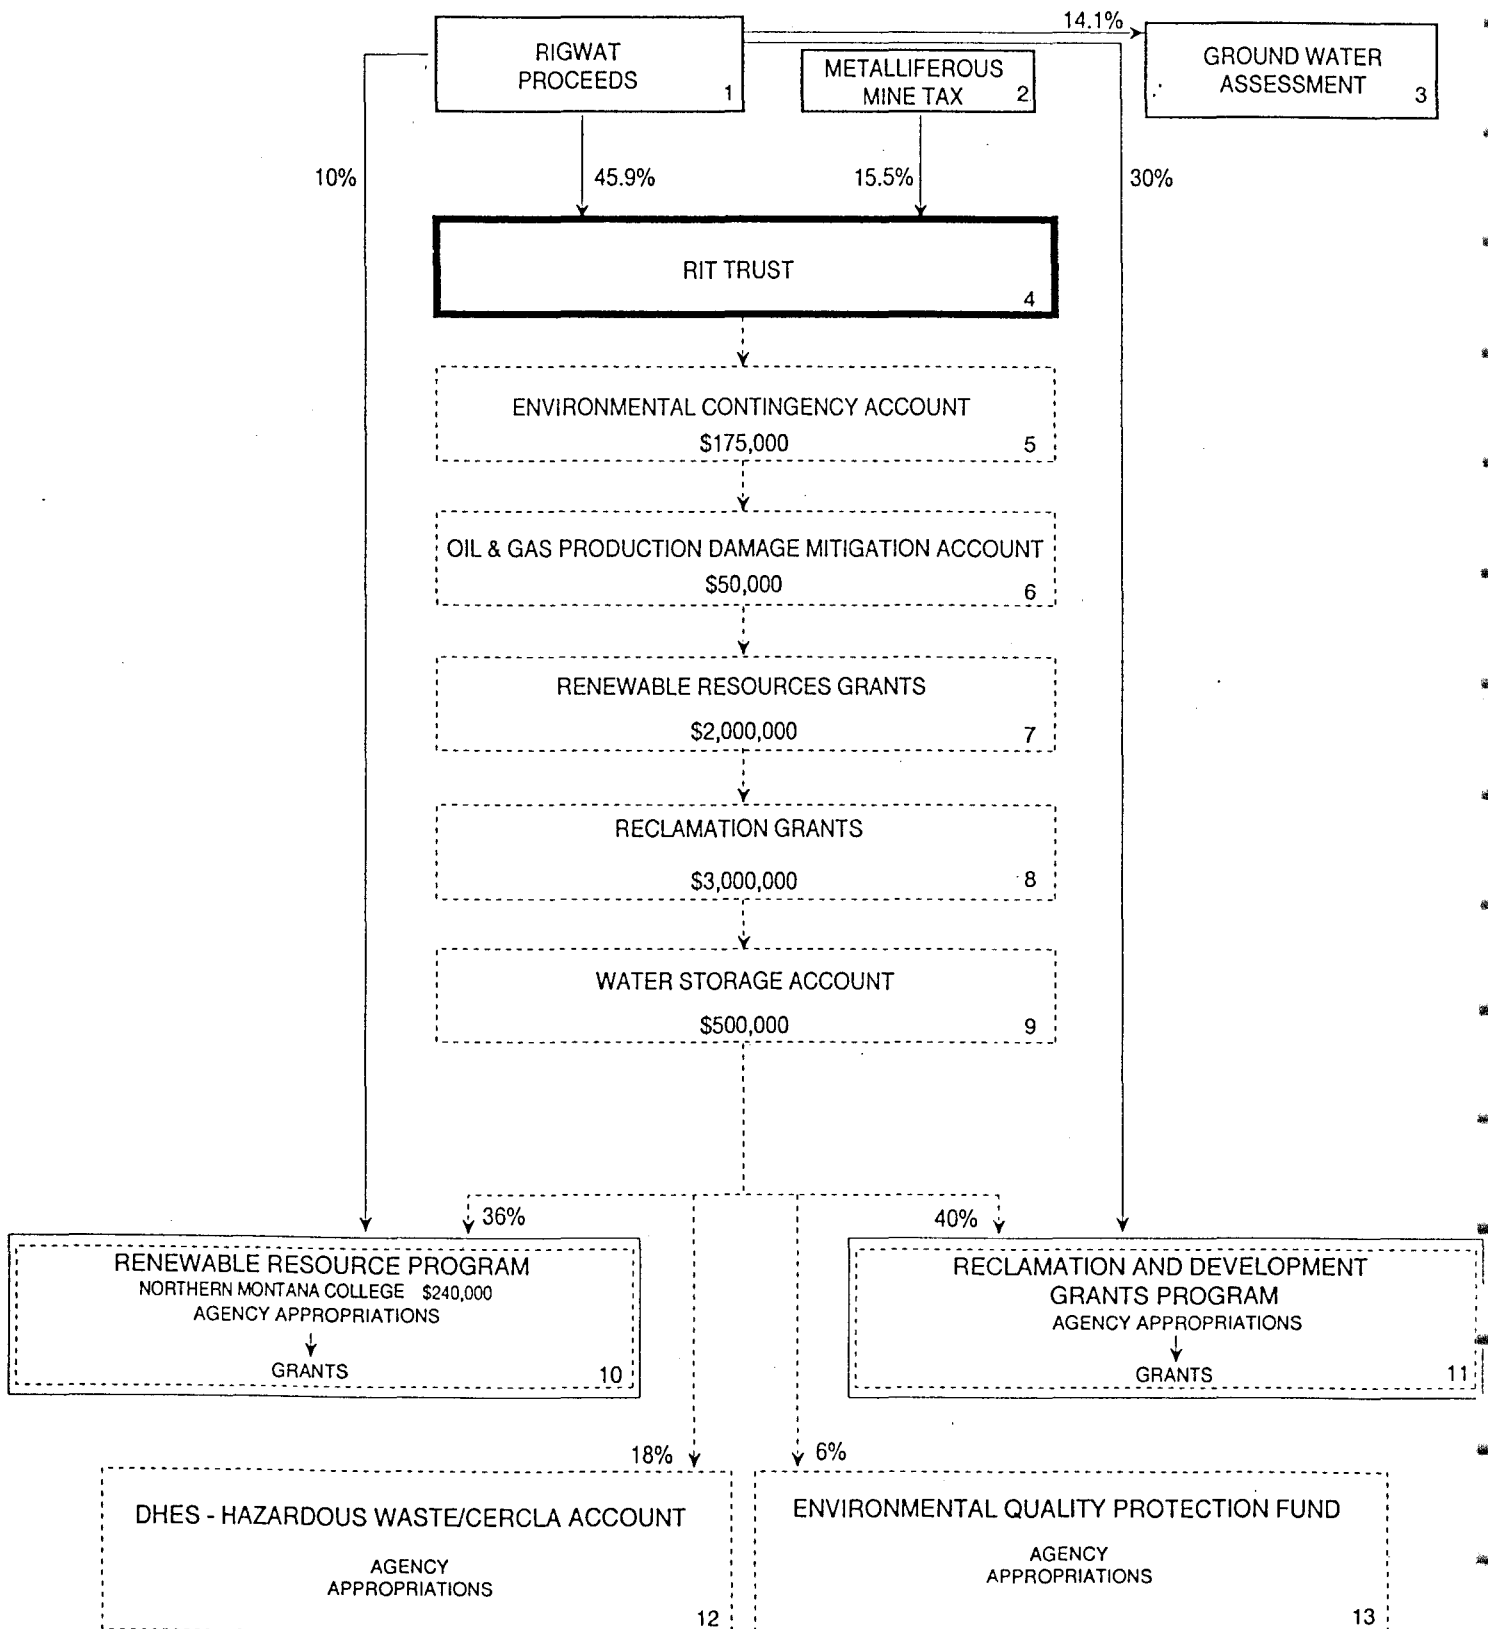 14.1%
RIGWAT
PROCEEDS
1
METALLIFEROUS
MINE TAX
2
GROUND WATER
ASSESSMENT
3
10%
45.9%
15.5%
30%
RIT TRUST
4
ENVIRONMENTAL CONTINGENCY ACCOUNT
$175,000
5
OIL & GAS PRODUCTION DAMAGE MITIGATION ACCOUNT
$50,000
6
RENEWABLE RESOURCES GRANTS
$2,000,000
7
RECLAMATION GRANTS
$3,000,000
8
WATER STORAGE ACCOUNT
$500,000
9
36%
40%
RENEWABLE RESOURCE PROGRAM
NORTHERN MONTANA COLLEGE $240,000
AGENCY APPROPRIATIONS
GRANTS
10
RECLAMATION AND DEVELOPMENT
GRANTS PROGRAM
AGENCY APPROPRIATIONS
GRANTS
11
18%
6%
DHES - HAZARDOUS WASTE/CERCLA ACCOUNT
AGENCY
APPROPRIATIONS
12
ENVIRONMENTAL QUALITY PROTECTION FUND
AGENCY
APPROPRIATIONS
13